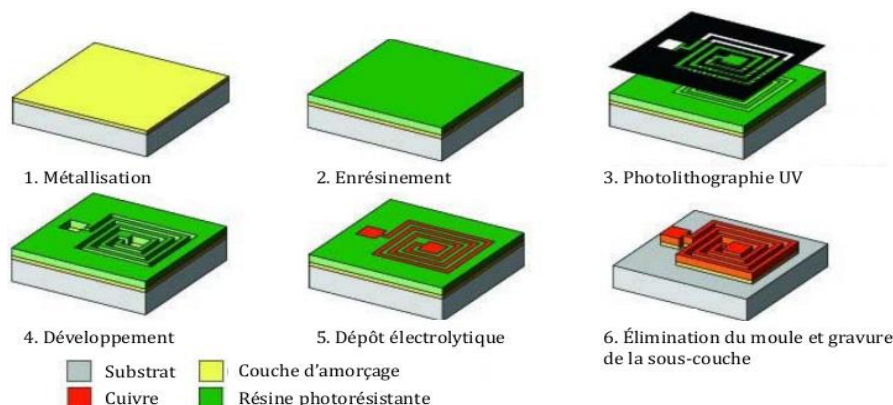 1. Métallisation
2. Enrésinement
3. Photolithographie UV
4. Développement
5. Dépôt électrolytique
6. Élimination du moule et gravure
de la sous-couche
Substrat
Couche d’amorçage
Cuivre
Résine photorésistante